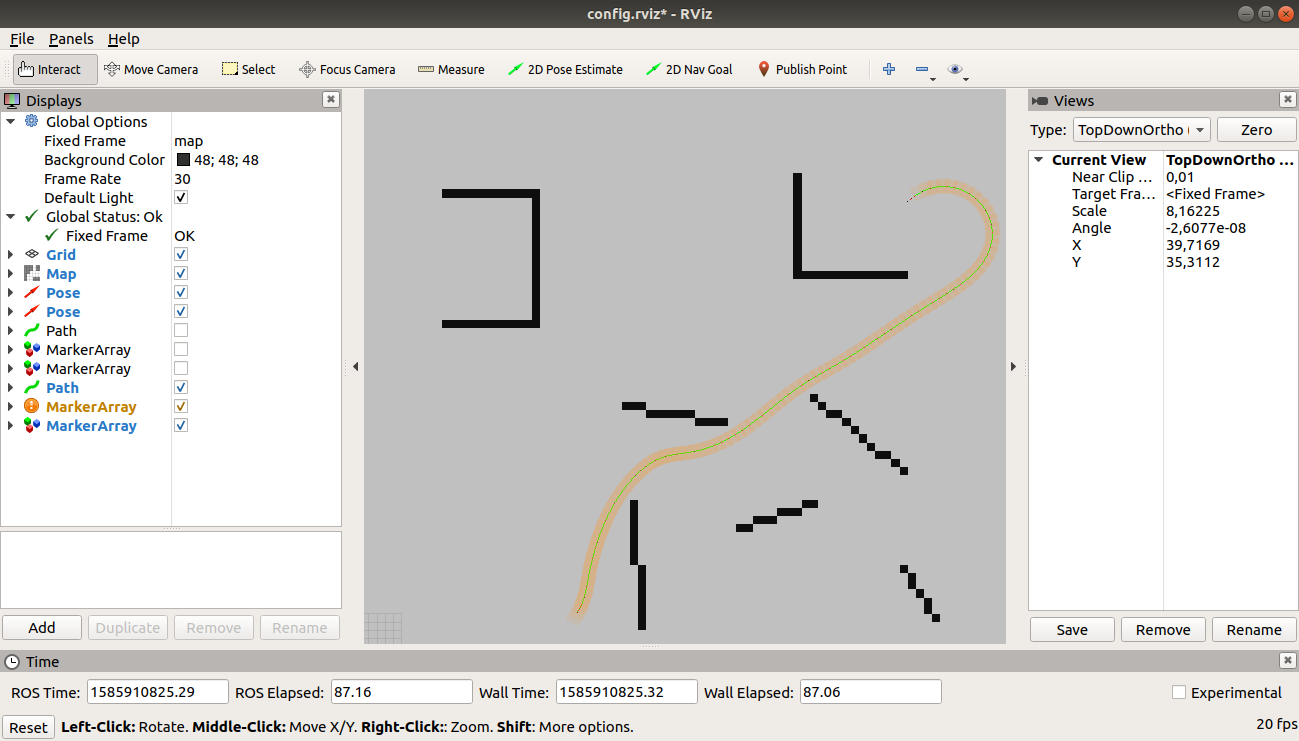 config.rviz* - RViz
File Panels Help
Interact Move Camera Select Focus Camera Measure 2D Pose Estimate 2D Nav Goal Publish Point
Displays
Global Options
Fixed Frame map
Background Color 48; 48; 48
Frame Rate 30
Default Light
Global Status: Ok
Fixed Frame OK
Grid
Map
Pose
Pose
Path
MarkerArray
MarkerArray
Path
MarkerArray
MarkerArray
Add Duplicate Remove Rename
Views
Type: TopDownOrtho Zero
Current View TopDownOrtho ...
Near Clip ... 0,01
Target Fra... <Fixed Frame>
Scale 8,16225
Angle -2,6077e-08
X 39,7169
Y 35,3112
Save Remove Rename
Time
ROS Time: 1585910825.29 ROS Elapsed: 87.16 Wall Time: 1585910825.32 Wall Elapsed: 87.06 Experimental
Reset Left-Click: Rotate. Middle-Click: Move X/Y. Right-Click:: Zoom. Shift: More options. 20 fps